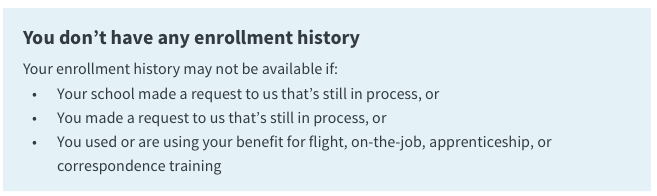 You don’t have any enrollment history
Your enrollment history may not be available if:
• Your school made a request to us that’s still in process, or
• You made a request to us that’s still in process, or
• You used or are using your benefit for flight, on-the-job, apprenticeship, or
correspondence training